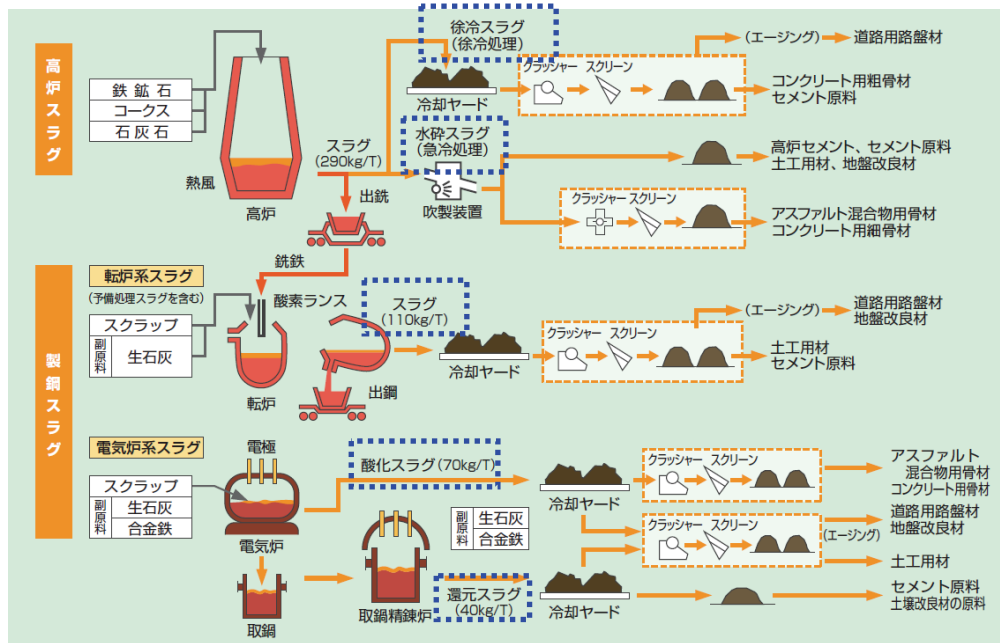 高炉スラグ
鉄鉱石
コークス
石灰石
熱風
高炉
スラグ
(290kg/T)
出銑
徐冷スラグ
(徐冷処理)
冷却ヤード
クラッシャー スクリーン
(エージング)
道路用路盤材
コンクリート用粗骨材
セメント原料
水砕スラグ
(急冷処理)
吹製装置
高炉セメント、セメント原料
土工用材、地盤改良材
クラッシャー スクリーン
アスファルト混合物用骨材
コンクリート用細骨材
銑鉄
製鋼スラグ
転炉系スラグ
(予備処理スラグを含む)
スクラップ
副原料
生石灰
酸素ランス
転炉
スラグ
(110kg/T)
出鋼
冷却ヤード
クラッシャー スクリーン
(エージング)
道路用路盤材
地盤改良材
土工用材
セメント原料
電気炉系スラグ
スクラップ
副原料
生石灰
合金鉄
電極
電気炉
取鍋
酸化スラグ(70kg/T)
副原料
生石灰
合金鉄
取鍋精錬炉
還元スラグ
(40kg/T)
冷却ヤード
冷却ヤード
クラッシャー スクリーン
アスファルト
混合物用骨材
コンクリート用骨材
クラッシャー スクリーン
(エージング)
道路用路盤材
地盤改良材
土工用材
セメント原料
土壌改良材の原料